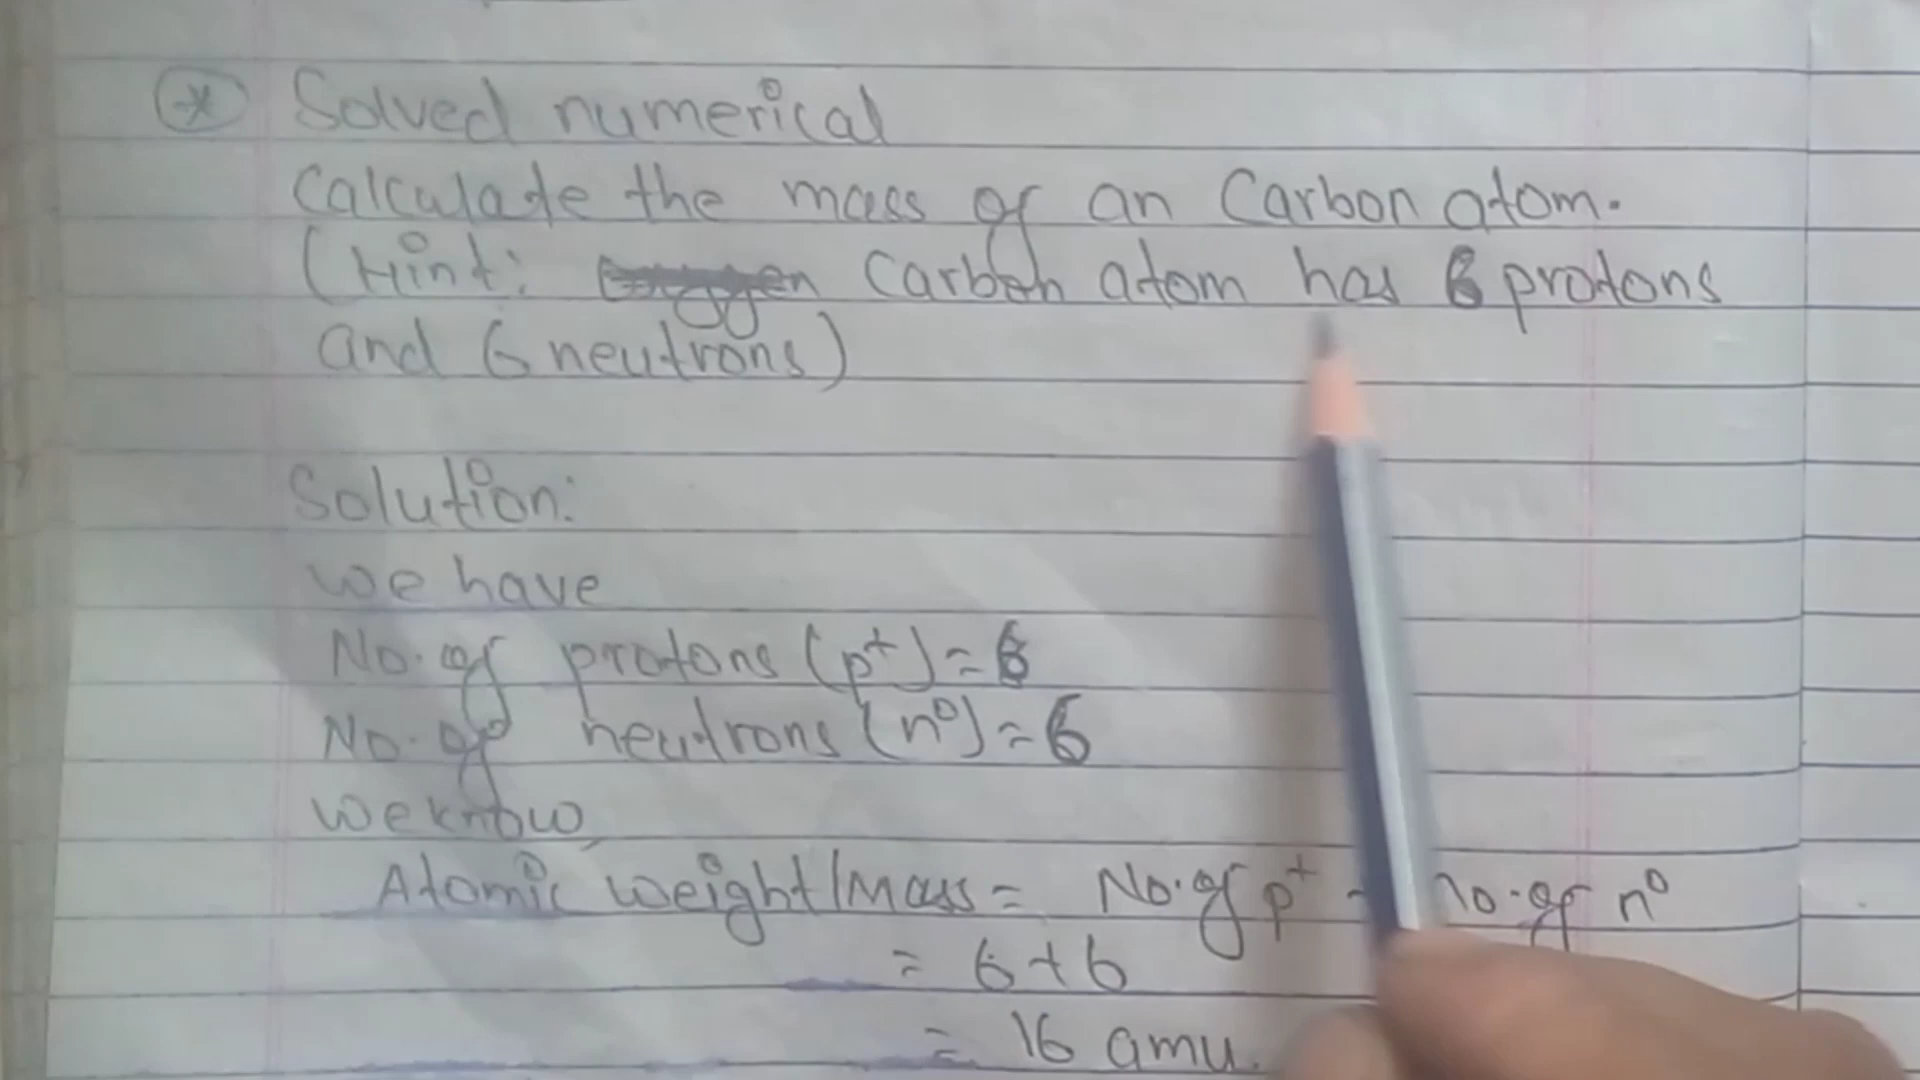 * Solved numerical
Calculate the mass of an Carbon atom.
(Hint: Carbon atom has 6 protons
and 6 neutrons)
Solution:
we have
No. of protons (p+) = 6
No. of neutrons (n0) = 6
we know
Atomic weight/Mass = No. of p+ - no. of n0
= 6+6
= 16 amu.